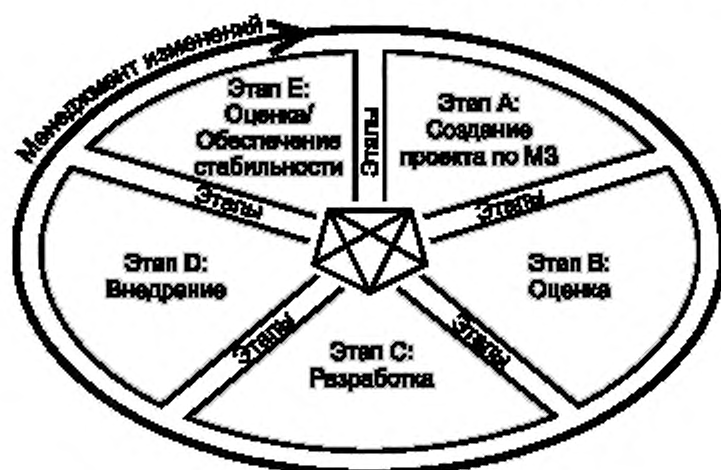 Менеджмент изменений
Этап E:
Оценка/
Обеспечение
стабильности
Этапы
Этап A:
Создание
проекта по МЗ
Этапы
Этапы
Этап D:
Внедрение
Этап B:
Оценка
Этапы
Этапы
Этап C:
Разработка